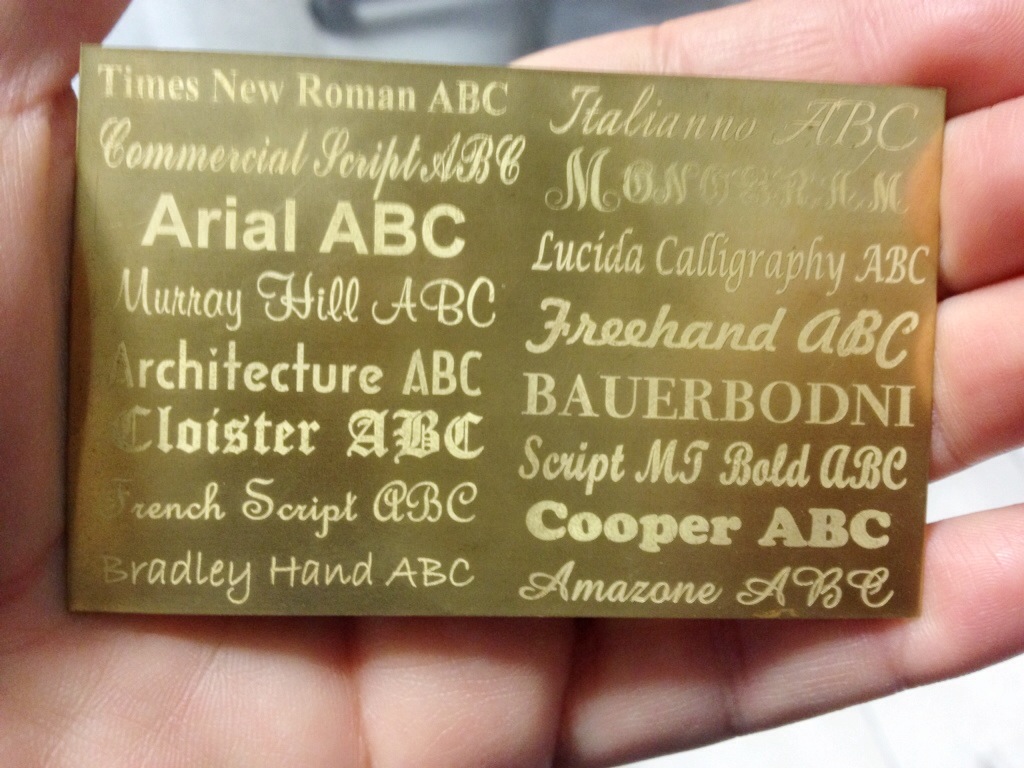 Times New Roman ABC
Commercial Script ABC
Arial ABC
Murray Hill ABC
Architecture ABC
Cloister ABC
French Script ABC
Bradley Hand ABC
Italianno ABC
MONOGRAM
Lucida Calligraphy ABC
Freehand ABC
BAUERBODNI
Script MT Bold ABC
Cooper ABC
Amazone ABC